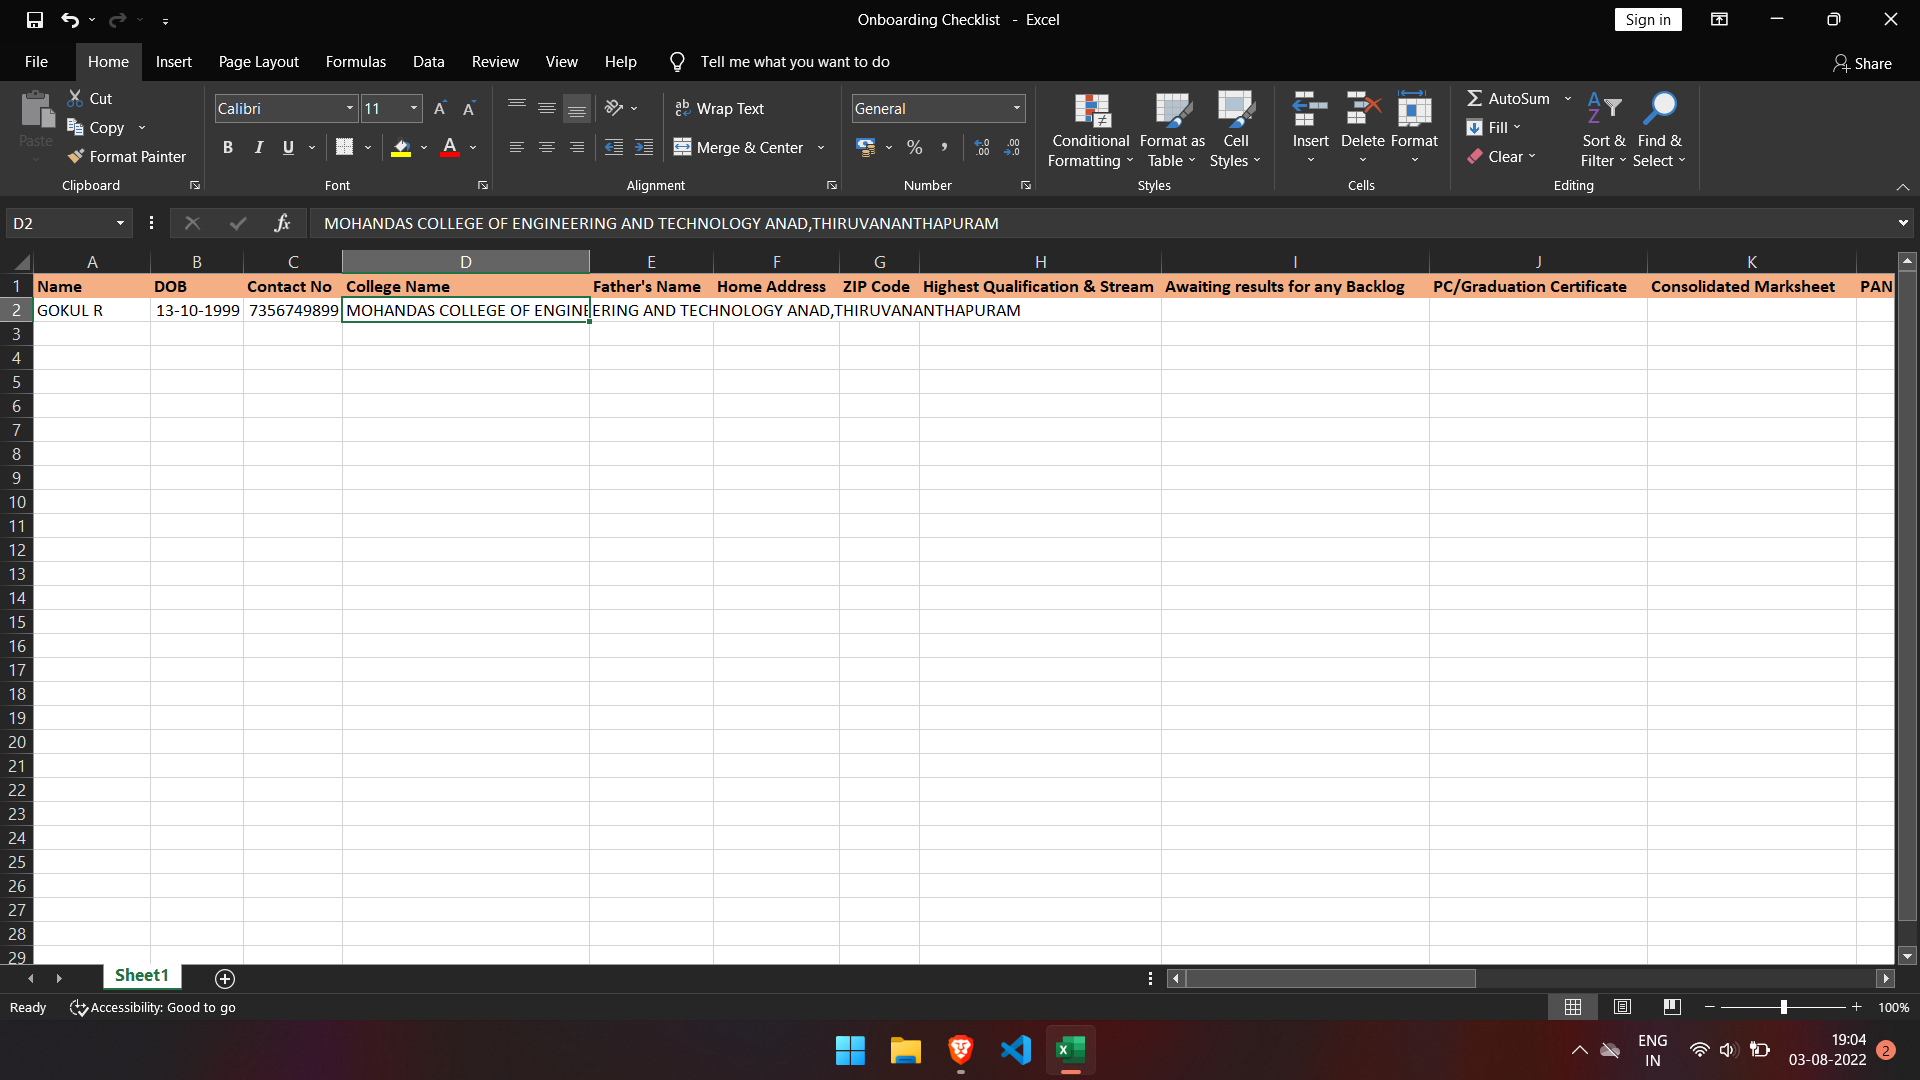 Onboarding Checklist - Excel
Sign in
File Home Insert Page Layout Formulas Data Review View Help Tell me what you want to do Share
Paste
Cut
Copy
Format Painter
Clipboard
Calibri 11
B I U A
Font
Wrap Text
Merge & Center
Alignment
General
% ,
Number
Conditional Formatting
Format as Table
Cell Styles
Styles
Insert
Delete
Format
Cells
AutoSum
Fill
Clear
Sort & Filter
Find & Select
Editing
D2
fx MOHANDAS COLLEGE OF ENGINEERING AND TECHNOLOGY ANAD,THIRUVANANTHAPURAM
A B C D E F G H I J K
1 Name DOB Contact No College Name Father's Name Home Address ZIP Code Highest Qualification & Stream Awaiting results for any Backlog PC/Graduation Certificate Consolidated Marksheet PAN
2 GOKUL R 13-10-1999 7356749899 MOHANDAS COLLEGE OF ENGINEERING AND TECHNOLOGY ANAD,THIRUVANANTHAPURAM
3
4
5
6
7
8
9
10
11
12
13
14
15
16
17
18
19
20
21
22
23
24
25
26
27
28
29
Sheet1
Ready Accessibility: Good to go 100%
ENG
IN
19:04
03-08-2022
2